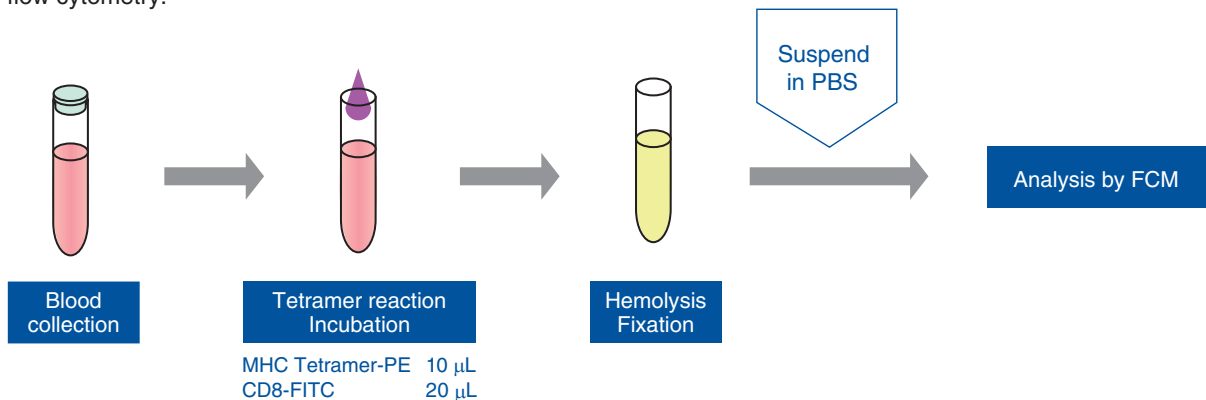 flow cytometry.
Suspend
in PBS
Analysis by FCM
Blood
collection
Tetramer reaction
Incubation
Hemolysis
Fixation
MHC Tetramer-PE 10 μL
CD8-FITC 20 μL